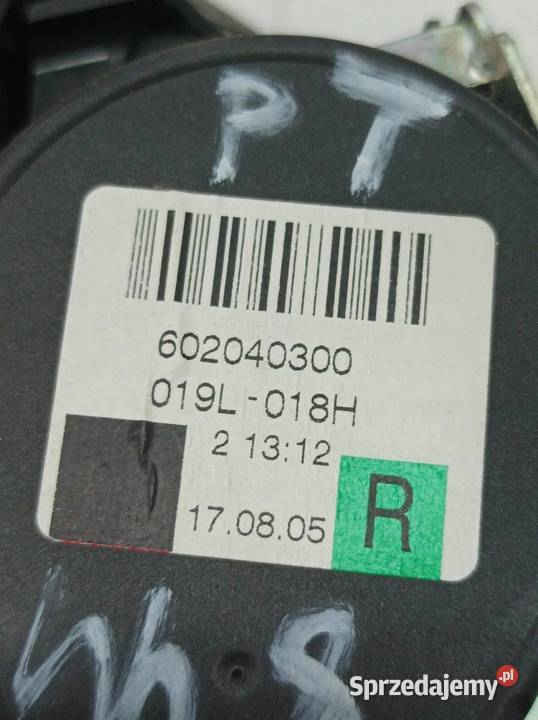 PT
602040300
019L-018H
2 13:12
17.08.05
R
Sprzedajemy.pl